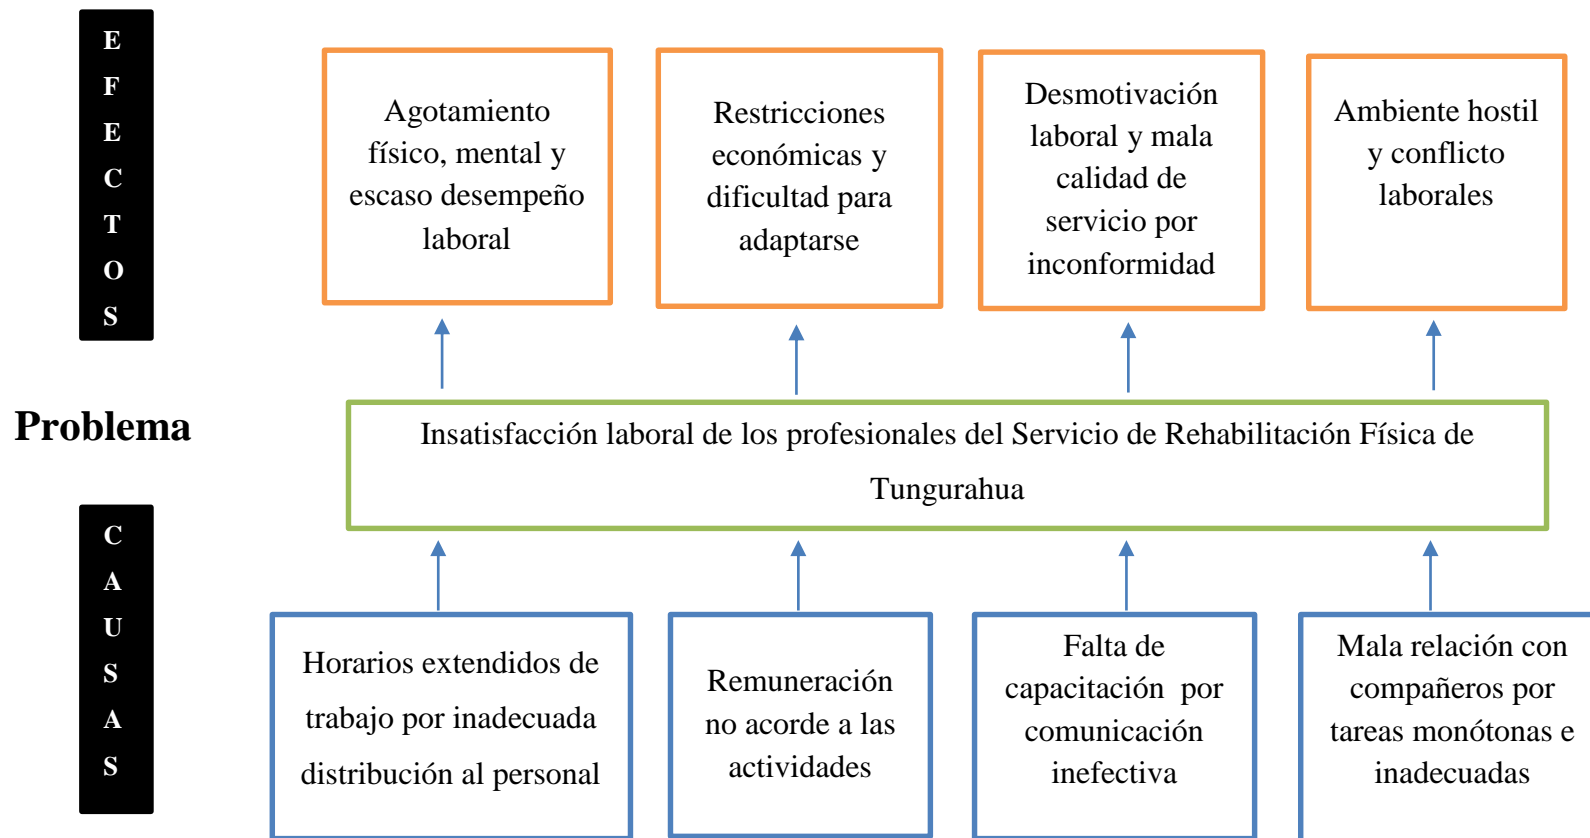 E
F
E
C
T
O
S
Agotamiento
físico, mental y
escaso desempeño
laboral
Restricciones
económicas y
dificultad para
adaptarse
Desmotivación
laboral y mala
calidad de
servicio por
inconformidad
Ambiente hostil
y conflicto
laborales
Problema
Insatisfacción laboral de los profesionales del Servicio de Rehabilitación Física de
Tungurahua
C
A
U
S
A
S
Horarios extendidos de
trabajo por inadecuada
distribución al personal
Remuneración
no acorde a las
actividades
Falta de
capacitación por
comunicación
inefectiva
Mala relación con
compañeros por
tareas monótonas e
inadecuadas